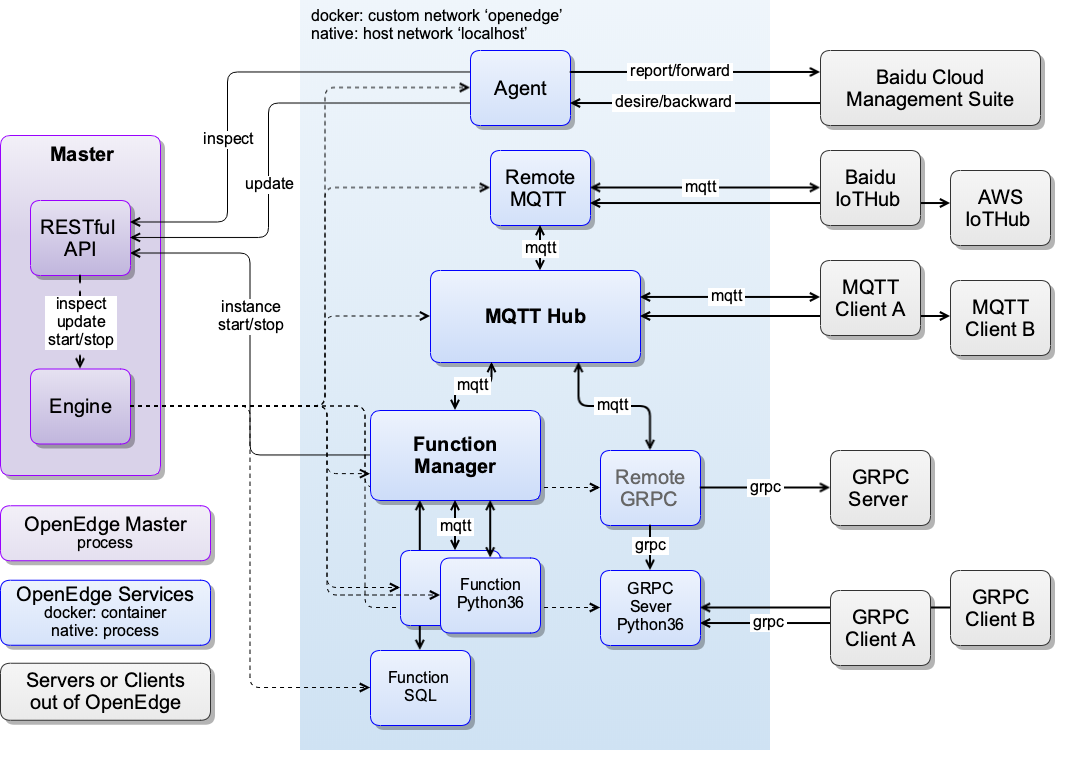 docker: custom network ‘openedge’
native: host network ‘localhost’
Agent
report/forward
desire/backward
Baidu Cloud
Management Suite
inspect
update
Master
RESTful
API
inspect
update
start/stop
Engine
instance
start/stop
Remote
MQTT
mqtt
Baidu
IoTHub
AWS
IoTHub
mqtt
MQTT Hub
mqtt
MQTT
Client A
MQTT
Client B
mqtt
mqtt
Function
Manager
Remote
GRPC
grpc
GRPC
Server
mqtt
grpc
Function
Python36
GRPC
Sever
Python36
grpc
GRPC
Client A
GRPC
Client B
Function
SQL
OpenEdge Master
process
OpenEdge Services
docker: container
native: process
Servers or Clients
out of OpenEdge